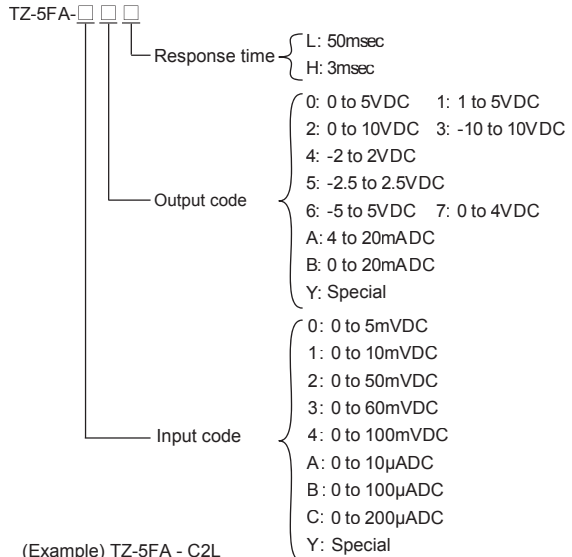 TZ-5FA-□ □ □
Response time
L: 50msec
H: 3msec
Output code
0: 0 to 5VDC 1: 1 to 5VDC
2: 0 to 10VDC 3: -10 to 10VDC
4: -2 to 2VDC
5: -2.5 to 2.5VDC
6: -5 to 5VDC 7: 0 to 4VDC
A: 4 to 20mADC
B: 0 to 20mADC
Y: Special
Input code
0: 0 to 5mVDC
1: 0 to 10mVDC
2: 0 to 50mVDC
3: 0 to 60mVDC
4: 0 to 100mVDC
A: 0 to 10µADC
B: 0 to 100µADC
C: 0 to 200µADC
Y: Special
(Example) TZ-5FA - C2L